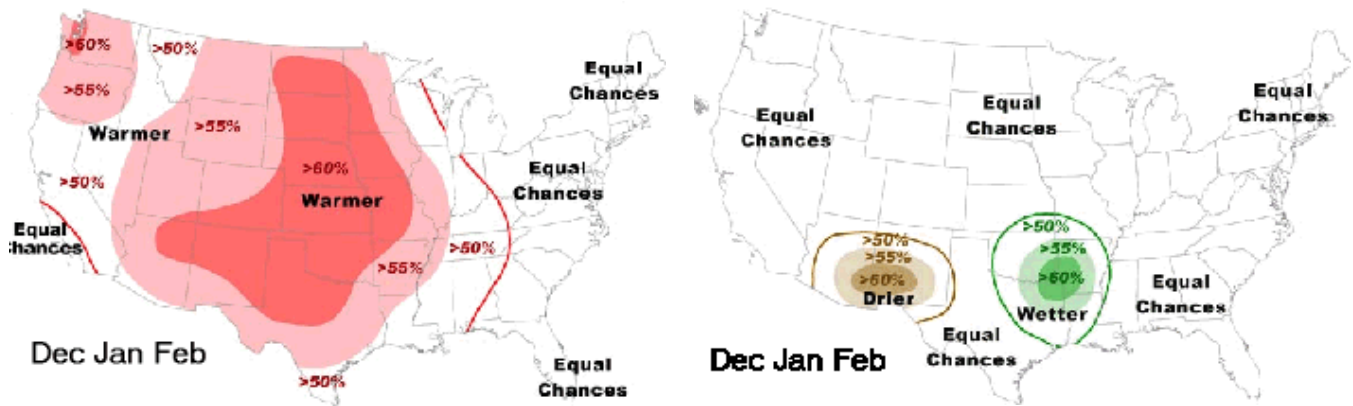 >60%
>50%
>55%
Warmer
>55%
>50%
Equal
Chances
>60%
Warmer
>50%
>55%
Equal
Chances
Equal
Chances
Equal
Chances
>50%
Dec Jan Feb
Equal
Chances
Equal
Chances
Equal
Chances
>50%
>55%
>60%
Drier
>50%
>55%
>60%
Wetter
Equal
Chances
Equal
Chances
Dec Jan Feb